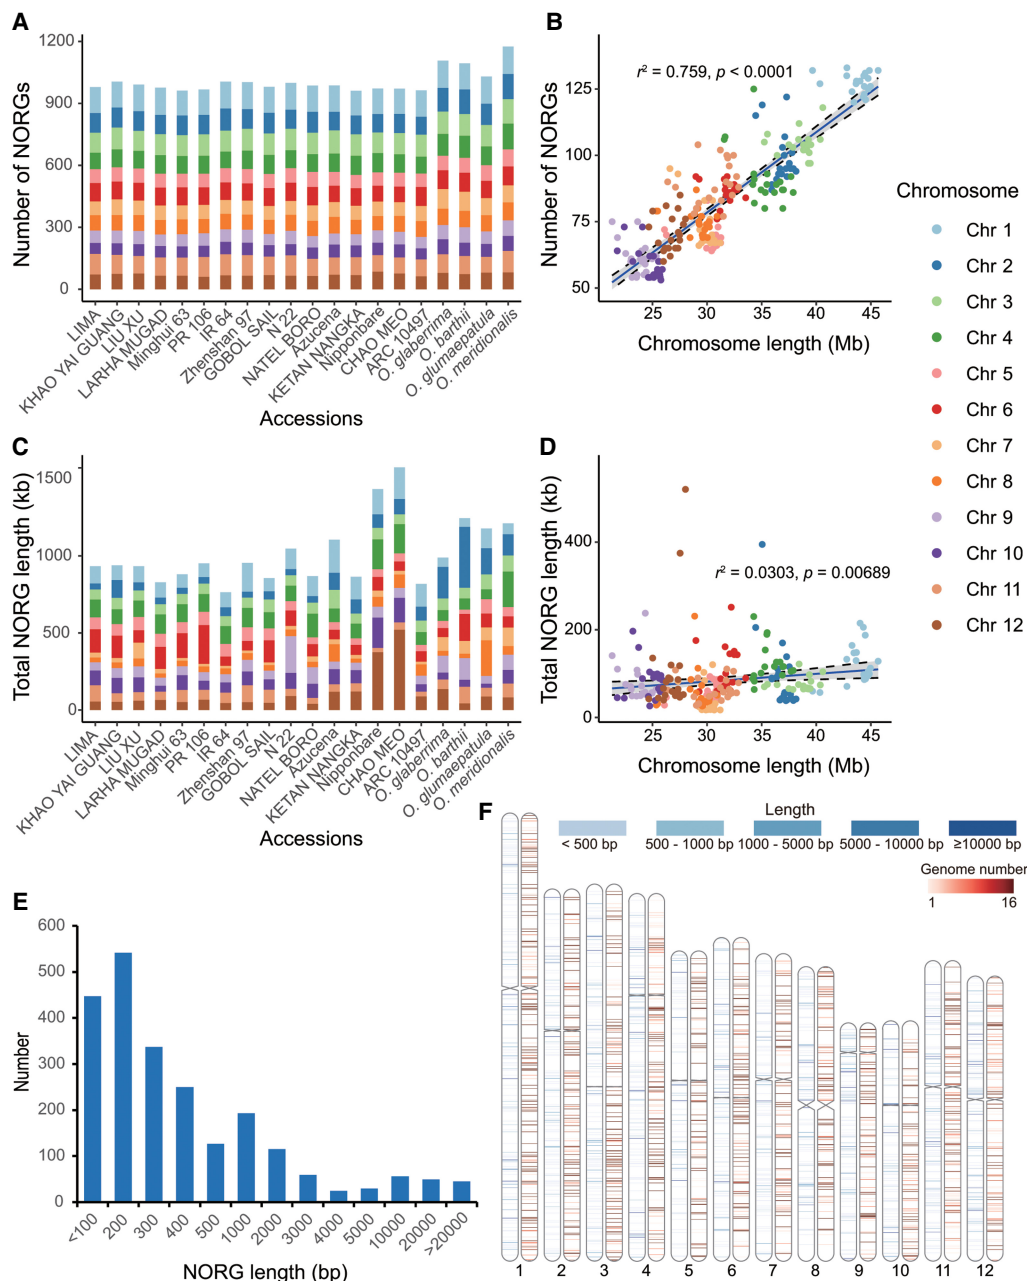 A
Number of NORGs
1200
900
600
300
0
LIMA
KHAO YAI GUANG
LIU XU
LARHA MUGAD
Minghui 63
PR 106
IR 64
Zhenshan 97
GOBOL SAIL
N 22
NATEL BORO
Azucena
KETAN NANGKA
Nipponbare
CHAO MEO
ARC 10497
O. glaberrima
O. barthii
O. glumaepatula
O. meridionalis
Accessions
B
Number of NORGs
r² = 0.759, p < 0.0001
125
100
75
50
25
30
35
40
45
Chromosome length (Mb)
Chromosome
Chr 1
Chr 2
Chr 3
Chr 4
Chr 5
Chr 6
Chr 7
Chr 8
Chr 9
Chr 10
Chr 11
Chr 12
C
Total NORG length (kb)
1500
1000
500
0
LIMA
KHAO YAI GUANG
LIU XU
LARHA MUGAD
Minghui 63
PR 106
IR 64
Zhenshan 97
GOBOL SAIL
N 22
NATEL BORO
Azucena
KETAN NANGKA
Nipponbare
CHAO MEO
ARC 10497
O. glaberrima
O. barthii
O. glumaepatula
O. meridionalis
Accessions
D
Total NORG length (kb)
r² = 0.0303, p = 0.00689
400
200
0
25
30
35
40
45
Chromosome length (Mb)
E
Number
600
500
400
300
200
100
0
<100
200
300
400
500
1000
2000
3000
4000
5000
10000
20000
>20000
NORG length (bp)
F
Length
< 500 bp
500 - 1000 bp
1000 - 5000 bp
5000 - 10000 bp
≥10000 bp
Genome number
1
16
1
2
3
4
5
6
7
8
9
10
11
12